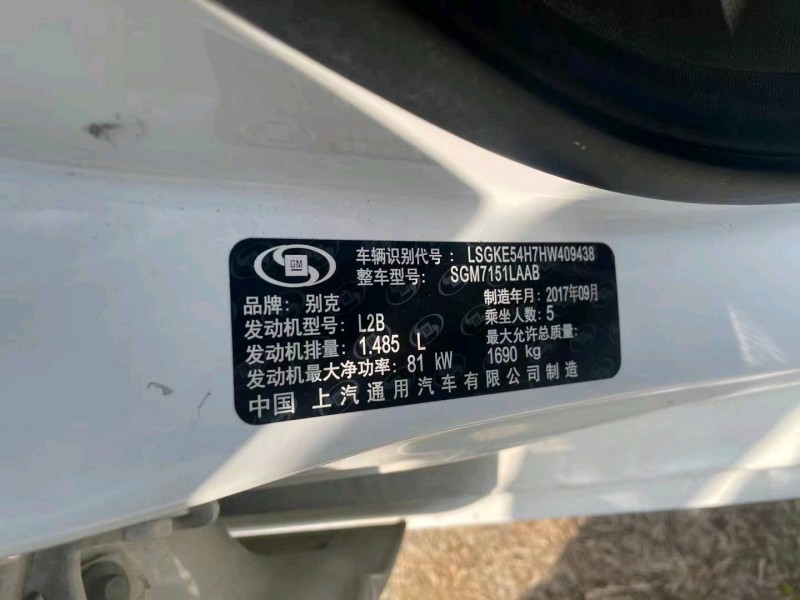 GM
车辆识别代号: LSGKE54H7HW409438
整车型号: SGM7151LAAB
品牌: 别克
制造年月: 2017年09月
发动机型号: L2B
乘坐人数: 5
发动机排量: 1.485 L
最大允许总质量:
1690 kg
发动机最大净功率: 81 kW
中国 上汽通用汽车有限公司制造